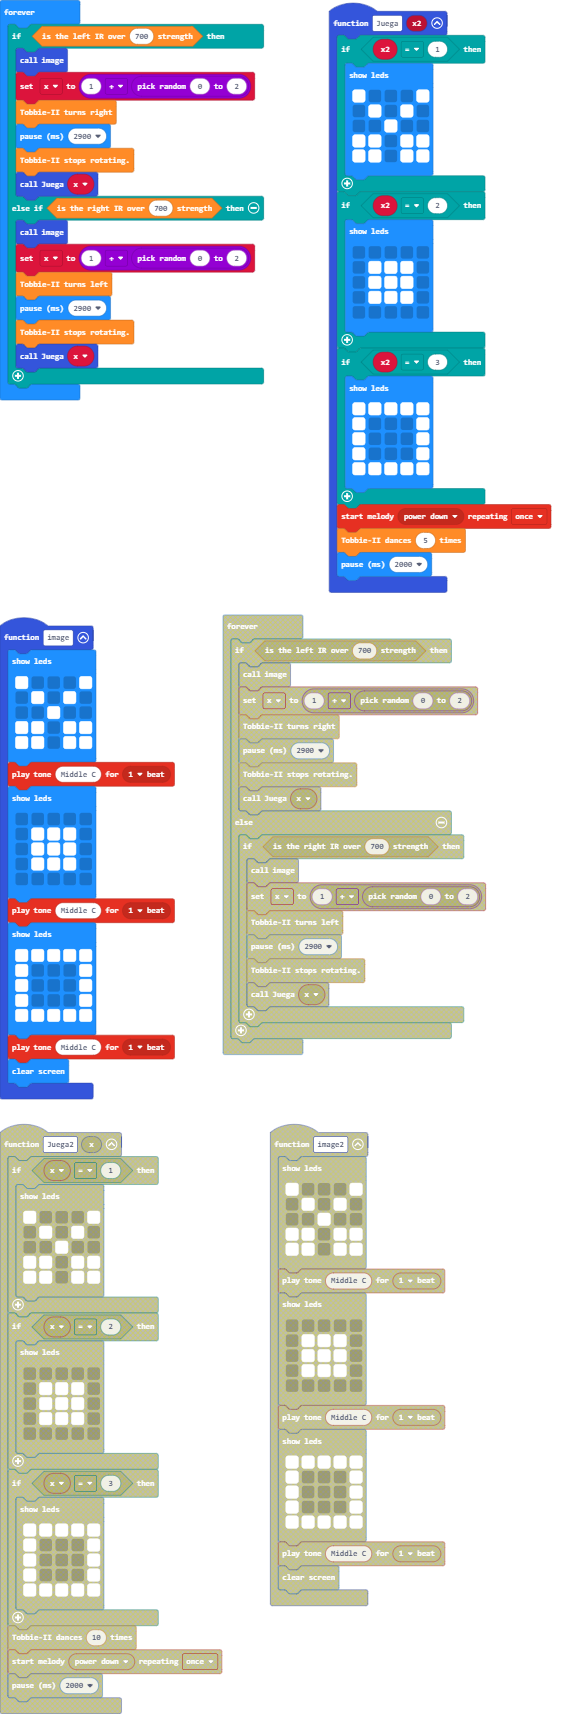 forever
if is the left IR over 700 strength then
call image
set x to 1 + pick random 0 to 2
Tobbie-II turns right
pause (ms) 2900
Tobbie-II stops rotating.
call Juega x
else if is the right IR over 700 strength then
call image
set x to 1 + pick random 0 to 2
Tobbie-II turns left
pause (ms) 2900
Tobbie-II stops rotating.
call Juega x
function Juega x2
if x2 = 1 then
show leds
if x2 = 2 then
show leds
if x2 = 3 then
show leds
start melody power down repeating once
Tobbie-II dances 5 times
pause (ms) 2000
function image
show leds
play tone Middle C for 1 beat
show leds
play tone Middle C for 1 beat
show leds
play tone Middle C for 1 beat
clear screen
forever
if is the left IR over 700 strength then
call image
set x to 1 + pick random 0 to 2
Tobbie-II turns right
pause (ms) 2900
Tobbie-II stops rotating.
call Juega x
else
if is the right IR over 700 strength then
call image
set x to 1 + pick random 0 to 2
Tobbie-II turns left
pause (ms) 2900
Tobbie-II stops rotating.
call Juega x
function Juega2 x
if x = 1 then
show leds
if x = 2 then
show leds
if x = 3 then
show leds
Tobbie-II dances 10 times
start melody power down repeating once
pause (ms) 2000
function image2
show leds
play tone Middle C for 1 beat
show leds
play tone Middle C for 1 beat
show leds
play tone Middle C for 1 beat
clear screen